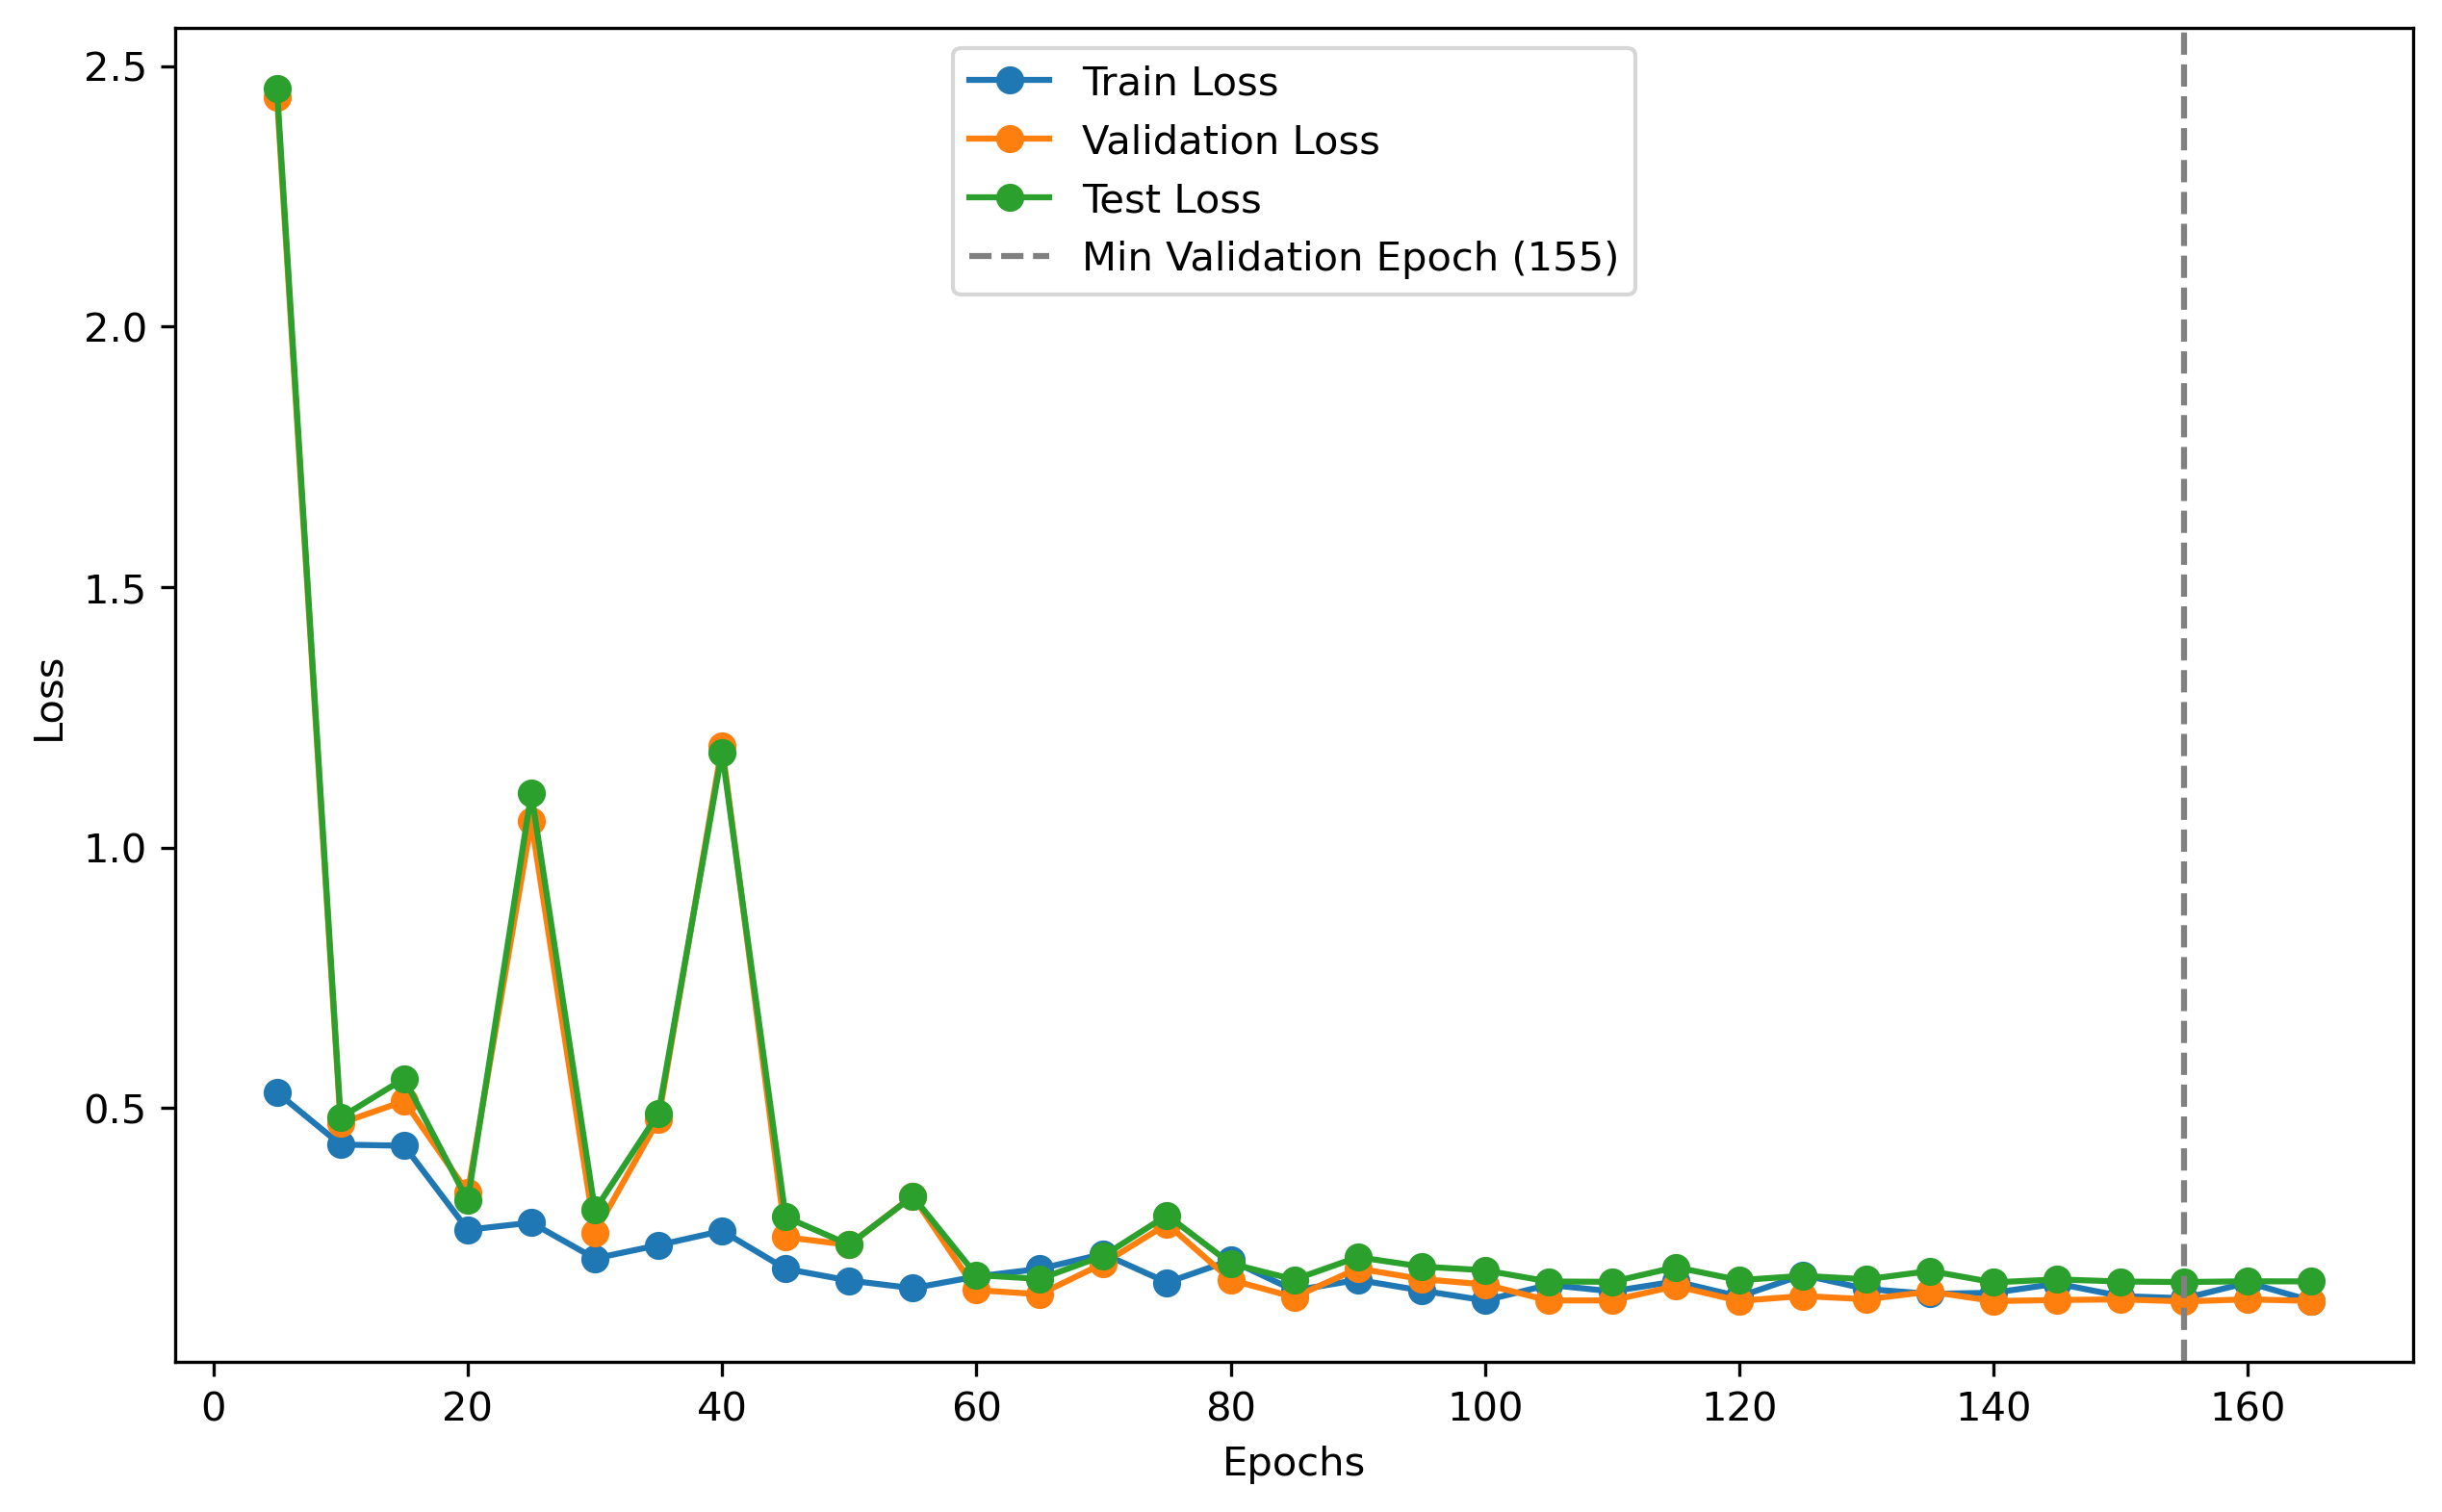 Train Loss
Validation Loss
Test Loss
Min Validation Epoch (155)
2.5
2.0
1.5
1.0
0.5
Loss
0 20 40 60 80 100 120 140 160
Epochs